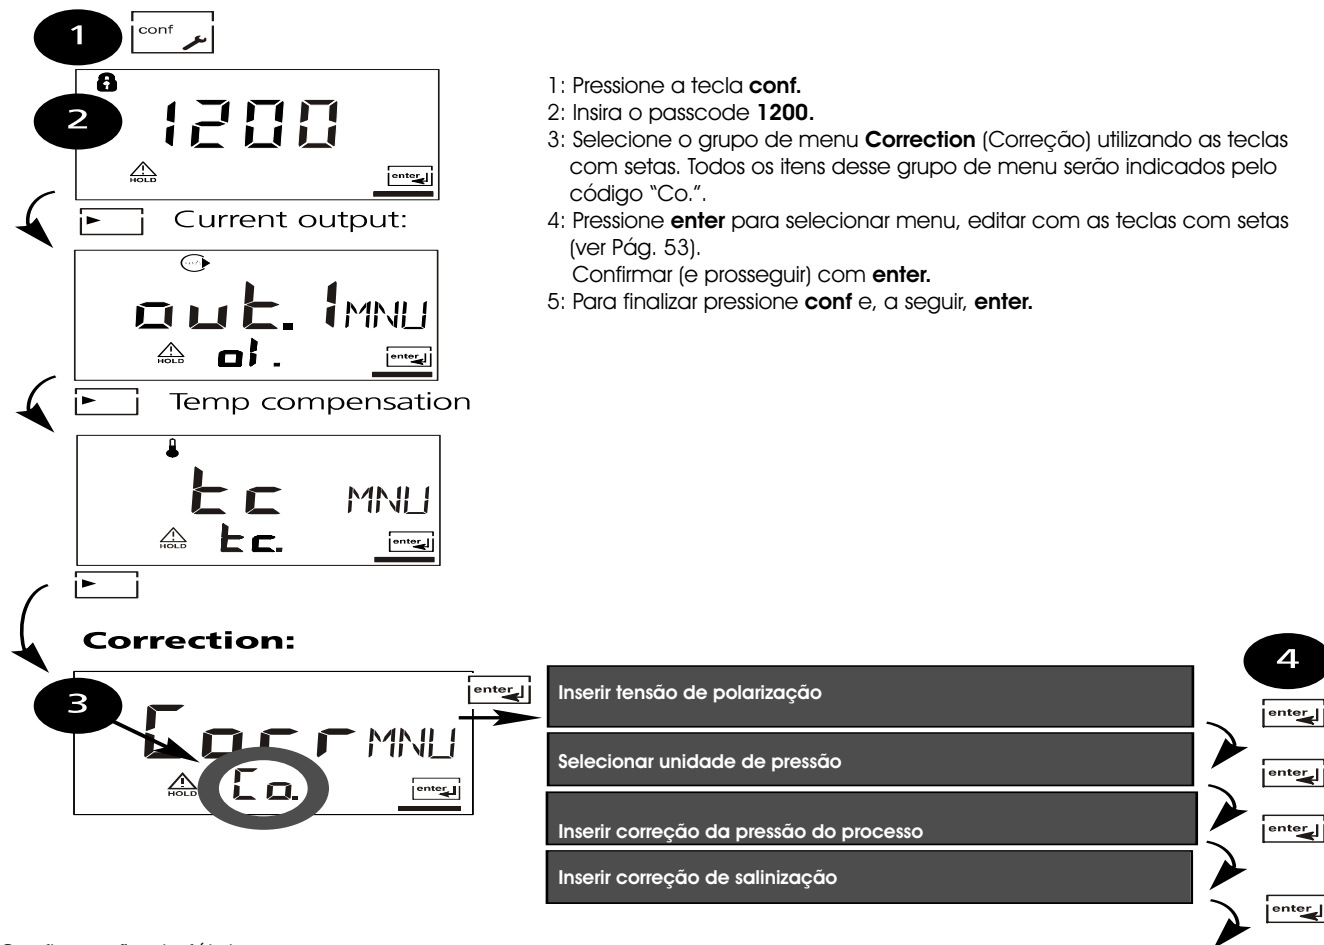 1
conf
2
1200
HOLD
enter
Current output:
out.1MNU
HOLD
01.
enter
Temp compensation
tc MNU
HOLD
tc.
enter
Correction:
3
CorrMNU
HOLD
Co.
enter
enter
1: Pressione a tecla conf.
2: Insira o passcode 1200.
3: Selecione o grupo de menu Correction (Correção) utilizando as teclas
com setas. Todos os itens desse grupo de menu serão indicados pelo
código “Co.”.
4: Pressione enter para selecionar menu, editar com as teclas com setas
(ver Pág. 53).
Confirmar (e prosseguir) com enter.
5: Para finalizar pressione conf e, a seguir, enter.
Inserir tensão de polarização
Selecionar unidade de pressão
Inserir correção da pressão do processo
Inserir correção de salinização
4
enter
enter
enter
enter